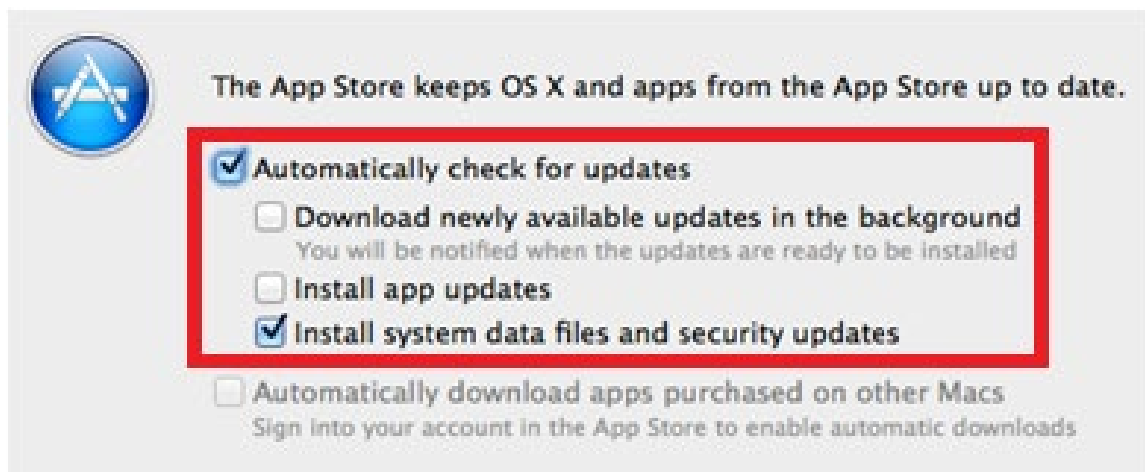 The App Store keeps OS X and apps from the App Store up to date.
Automatically check for updates
Download newly available updates in the background
You will be notified when the updates are ready to be installed
Install app updates
Install system data files and security updates
Automatically download apps purchased on other Macs
Sign into your account in the App Store to enable automatic downloads